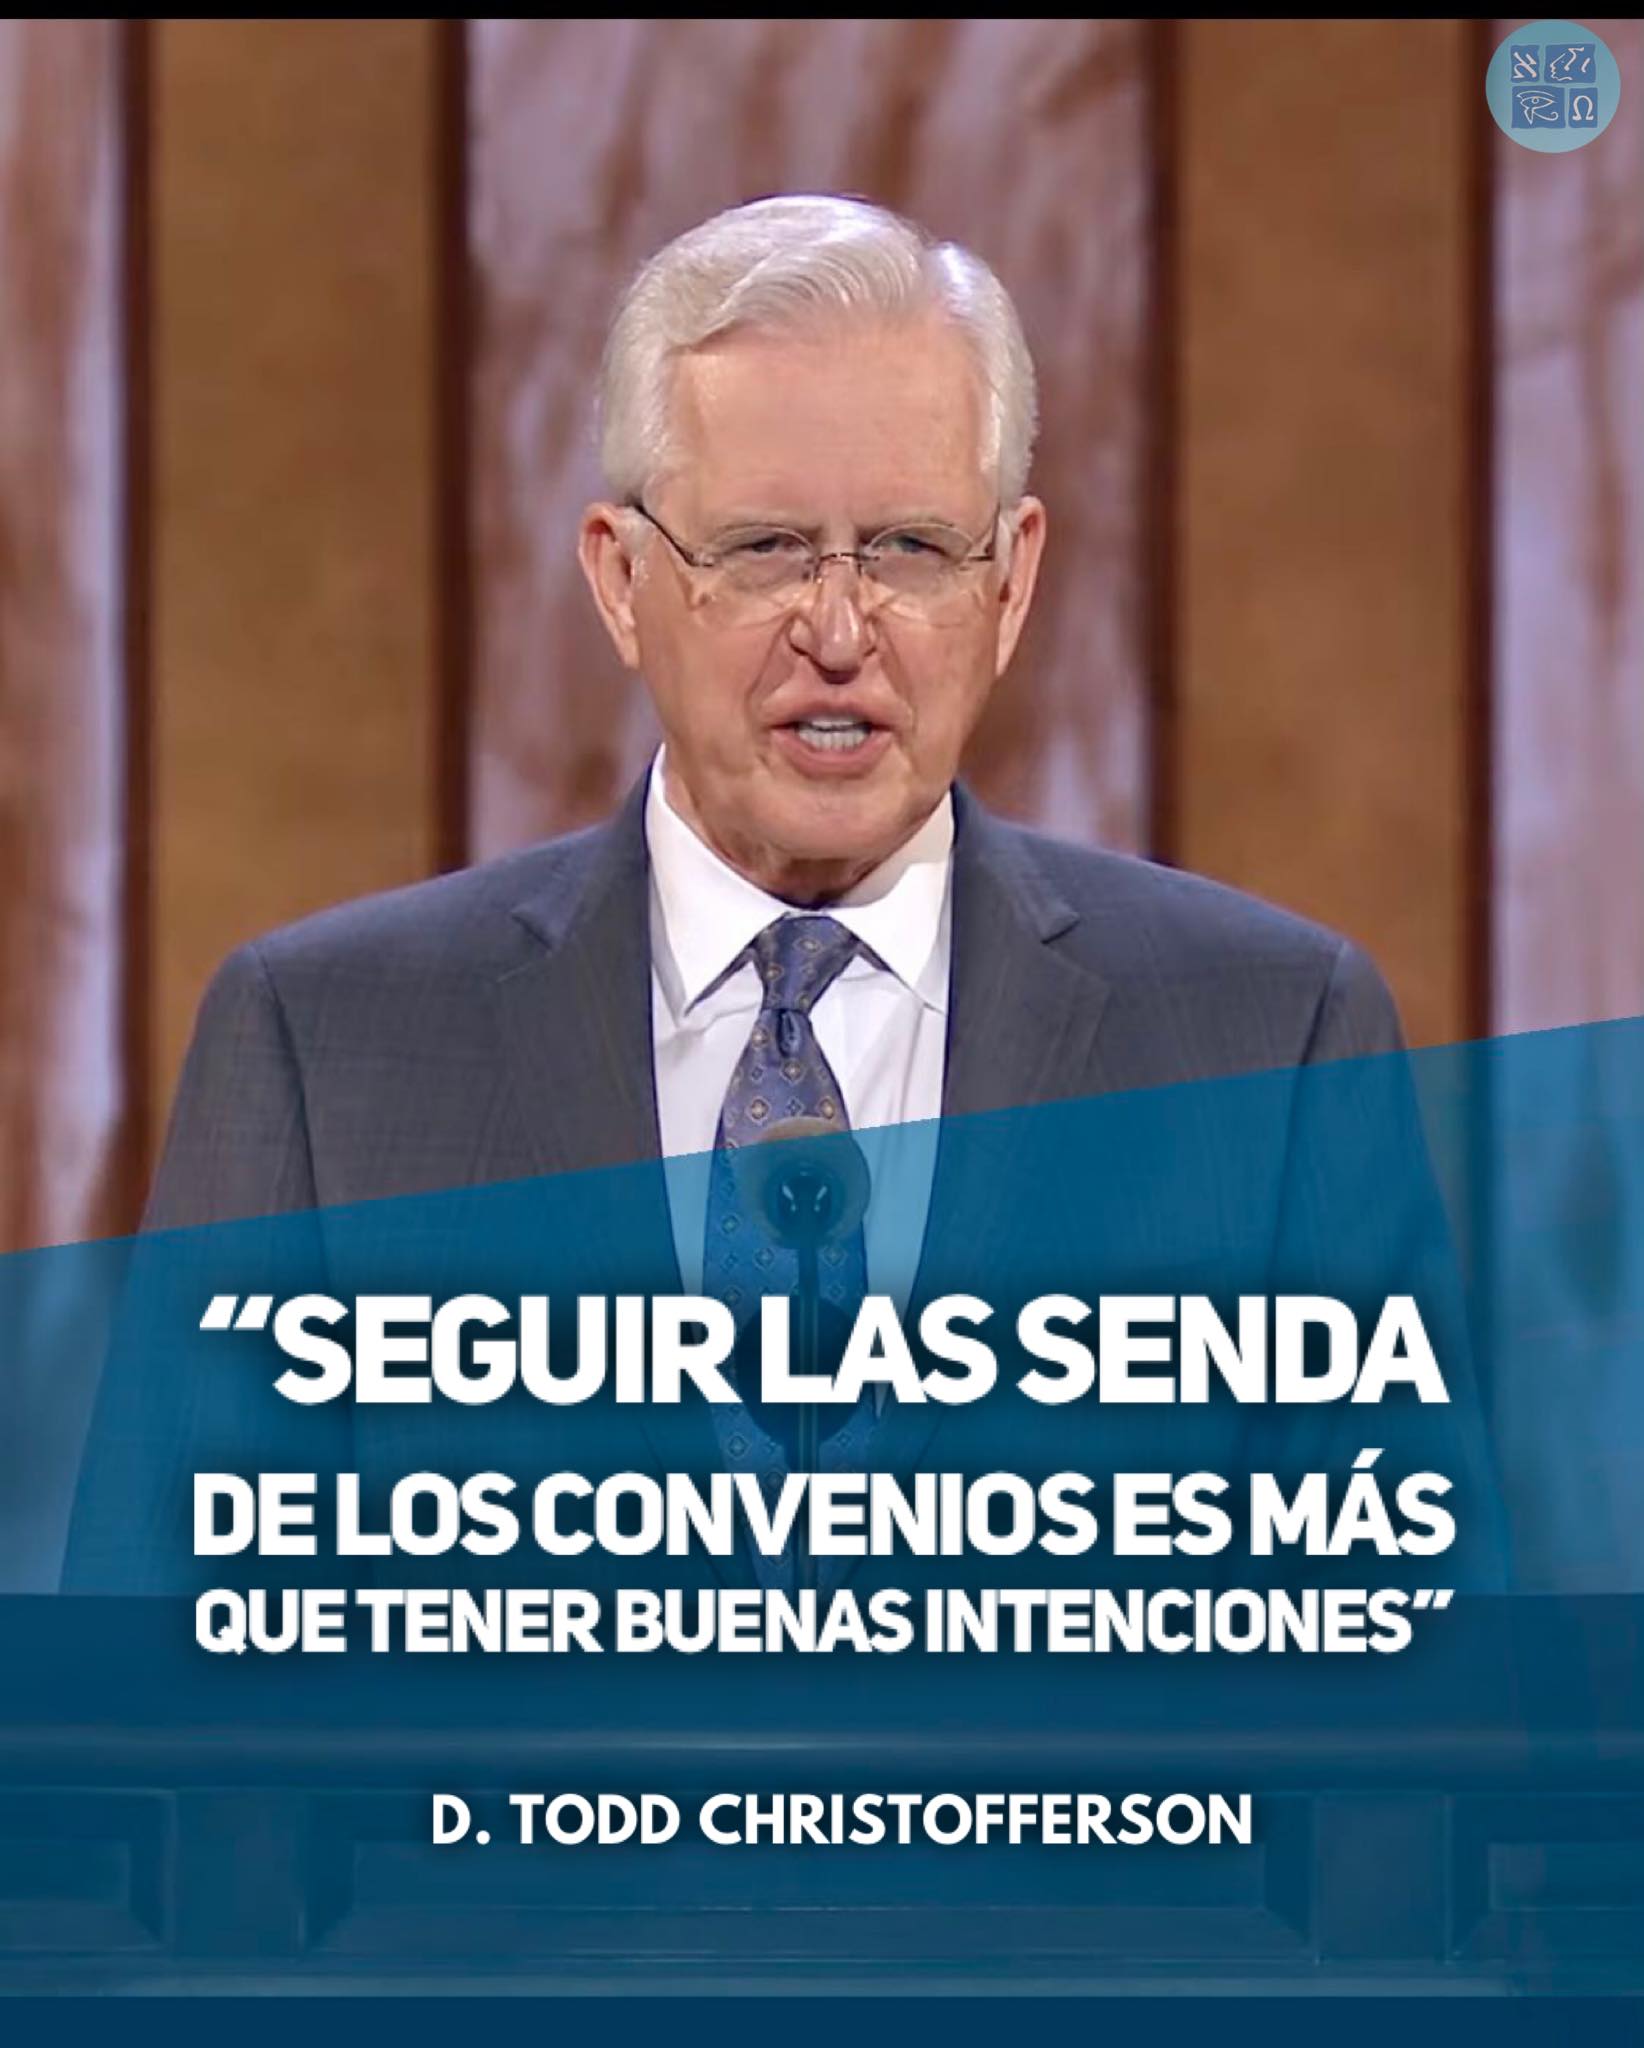 “SEGUIR LAS SENDA
DE LOS CONVENIOS ES MÁS
QUE TENER BUENAS INTENCIONES”
D. TODD CHRISTOFFERSON